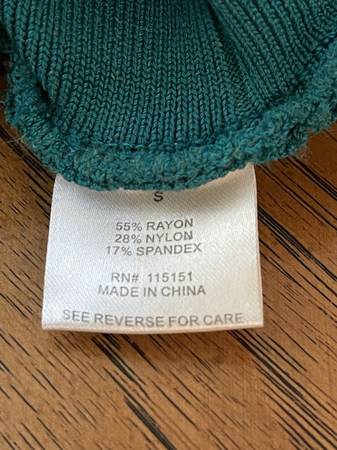 S
55% RAYON
28% NYLON
17% SPANDEX
RN# 115151
MADE IN CHINA
SEE REVERSE FOR CARE